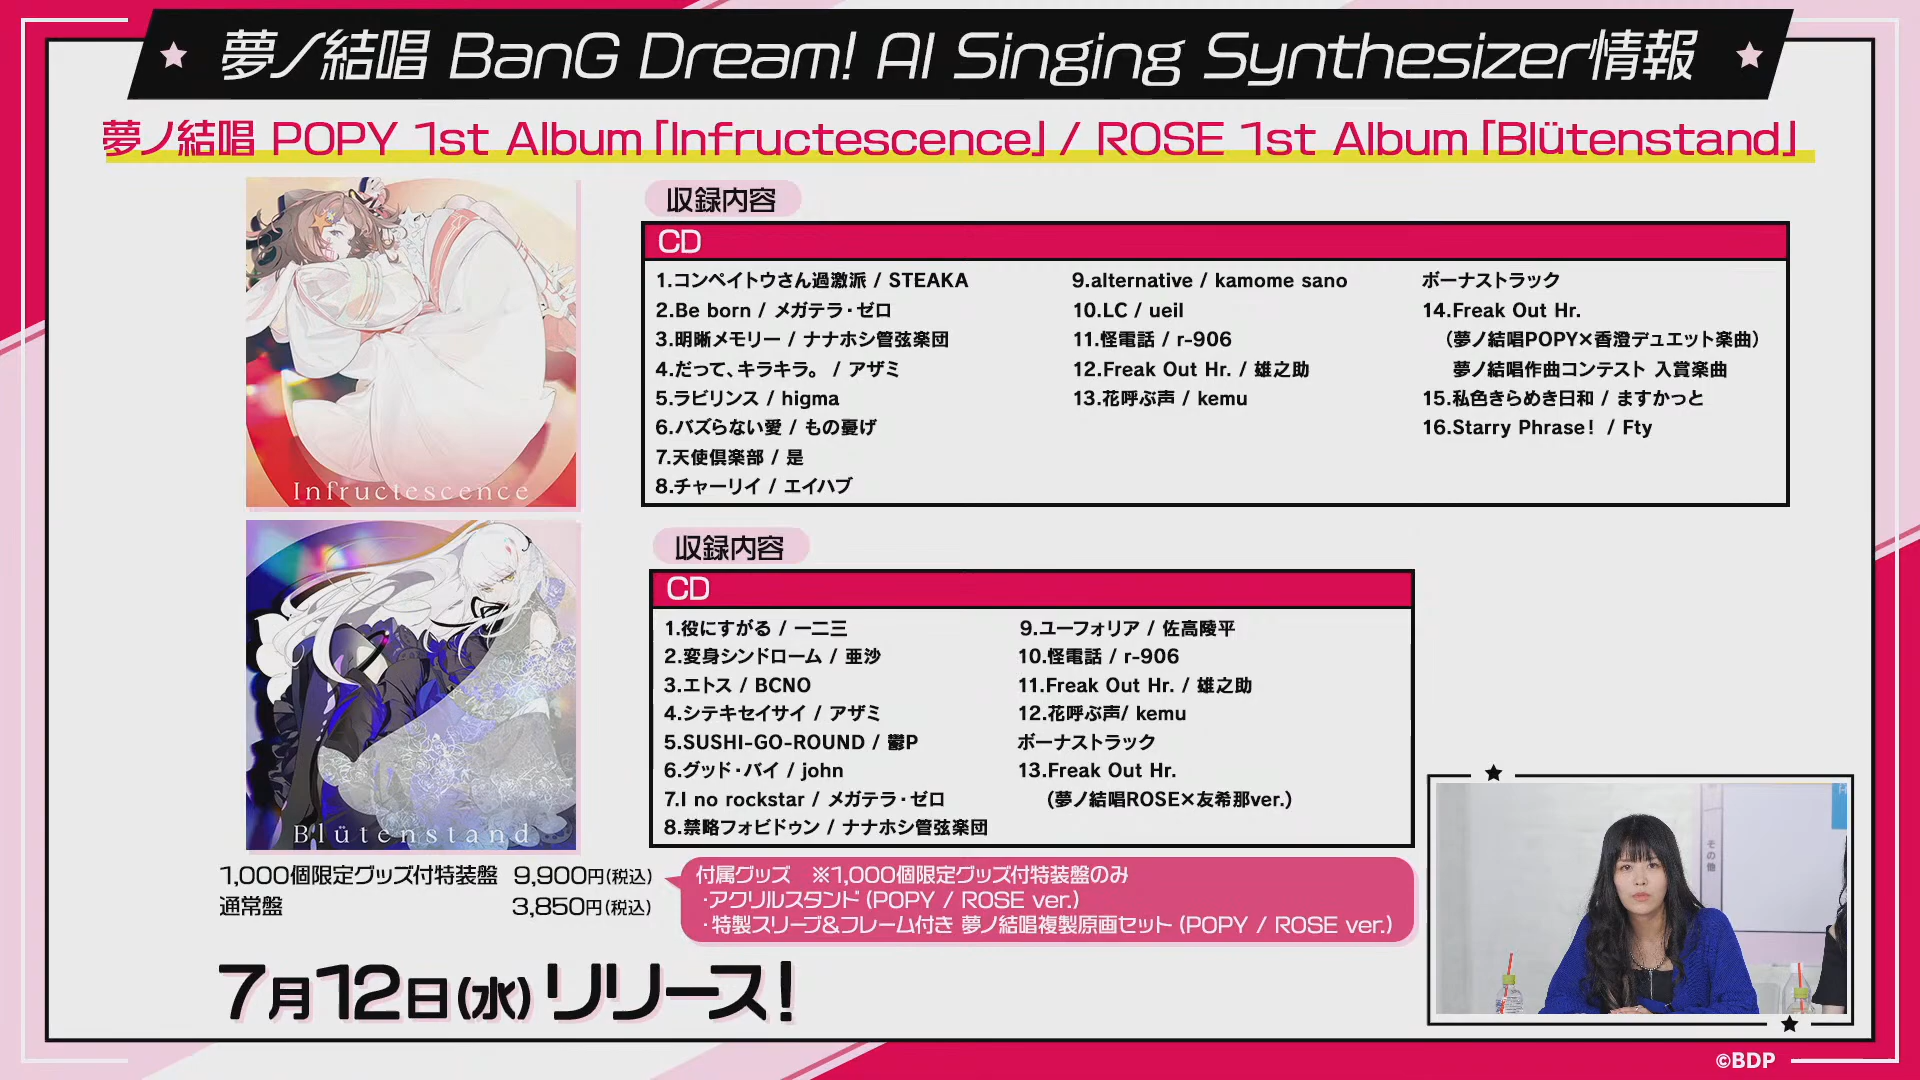 夢ノ結唱 BanG Dream! AI Singing Synthesizer情報
夢ノ結唱 POPY 1st Album「Infructescence」/ ROSE 1st Album「Blütenstand」
Infructescence
収録内容
CD
1.コンペイトウさん過激派 / STEAKA
2.Be born / メガテラ・ゼロ
3.明晰メモリー / ナナホシ管弦楽団
4.だって、キラキラ。 / アザミ
5.ラビリンス / higma
6.バズらない愛 / もの憂げ
7.天使倶楽部 / 是
8.チャーリイ / エイハブ
9.alternative / kamome sano
10.LC / ueil
11.怪電話 / r-906
12.Freak Out Hr. / 雄之助
13.花呼ぶ声 / kemu
ボーナストラック
14.Freak Out Hr.
（夢ノ結唱POPY×香澄デュエット楽曲）
夢ノ結唱作曲コンテスト 入賞楽曲
15.私色きらめき日和 / ますかっと
16.Starry Phrase! / Fty
Blütenstand
収録内容
CD
1.役にすがる / 一二三
2.変身シンドローム / 亜沙
3.エトス / BCNO
4.シテキセイサイ / アザミ
5.SUSHI-GO-ROUND / 鬱P
6.グッド・バイ / john
7.I no rockstar / メガテラ・ゼロ
8.禁略フォビドゥン / ナナホシ管弦楽団
9.ユーフォリア / 佐高陵平
10.怪電話 / r-906
11.Freak Out Hr. / 雄之助
12.花呼ぶ声/ kemu
ボーナストラック
13.Freak Out Hr.
（夢ノ結唱ROSE×友希那ver.）
1,000個限定グッズ付特装盤 9,900円(税込)
通常盤 3,850円(税込)
付属グッズ ※1,000個限定グッズ付特装盤のみ
・アクリルスタンド（POPY / ROSE ver.）
・特製スリーブ&フレーム付き 夢ノ結唱複製原画セット（POPY / ROSE ver.）
7月12日(水)リリース!
その他
©BDP